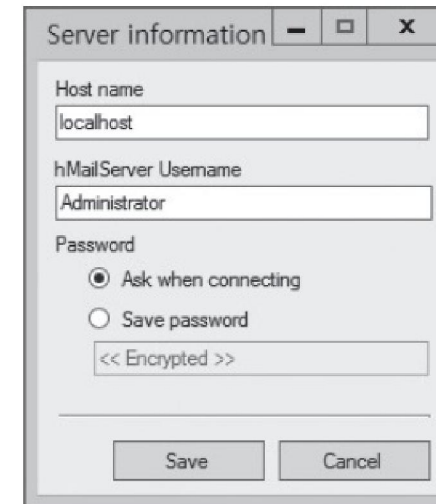 Server information
Host name
localhost
hMailServer Username
Administrator
Password
Ask when connecting
Save password
<< Encrypted >>
Save
Cancel